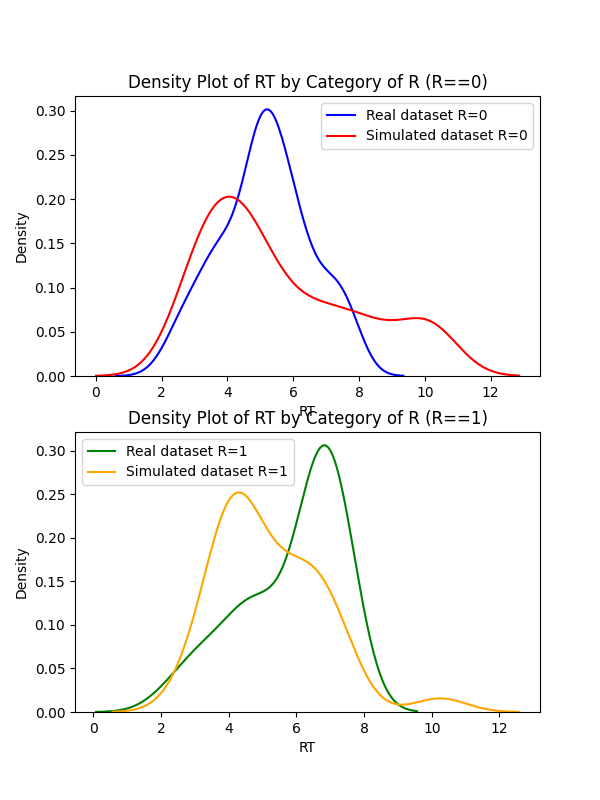 Density Plot of RT by Category of R (R==0)
Real dataset R=0
Simulated dataset R=0
Density
0.30
0.25
0.20
0.15
0.10
0.05
0.00
0 2 4 6 8 10 12
RT
Density Plot of RT by Category of R (R==1)
Real dataset R=1
Simulated dataset R=1
Density
0.30
0.25
0.20
0.15
0.10
0.05
0.00
0 2 4 6 8 10 12
RT